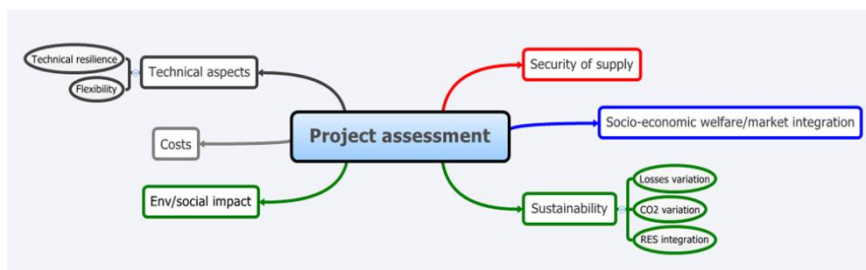 Technical resilience
Flexibility
Technical aspects
Costs
Env/social impact
Project assessment
Security of supply
Socio-economic welfare/market integration
Sustainability
Losses variation
CO2 variation
RES integration